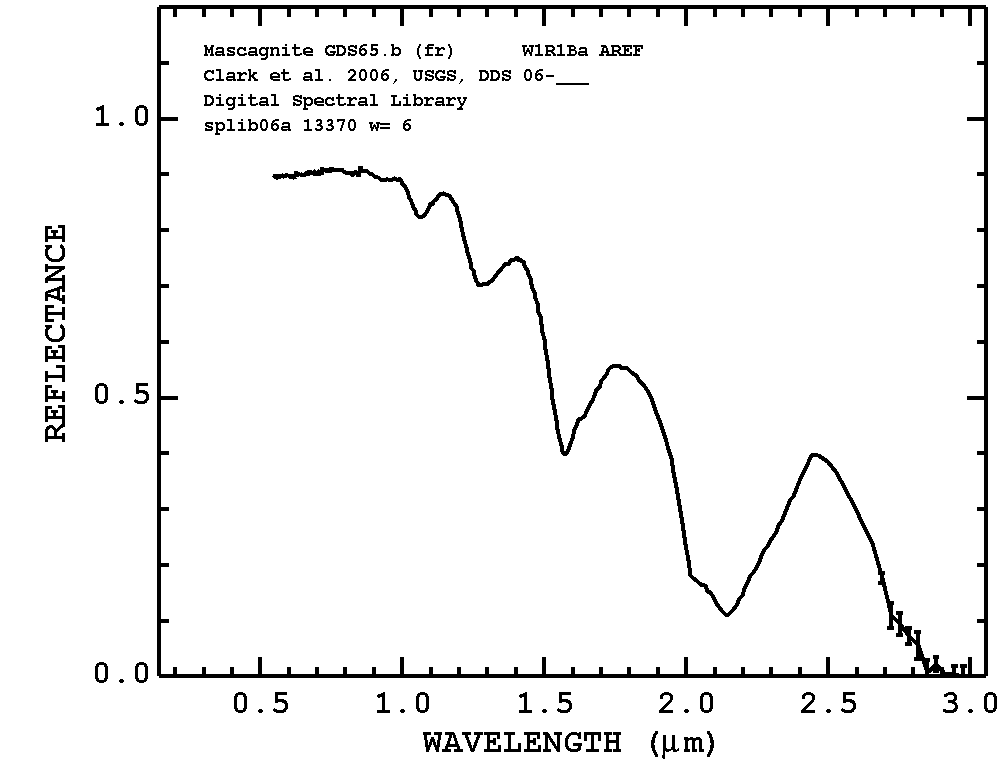 Mascagnite GDS65.b (fr) W1R1Ba AREF
Clark et al. 2006, USGS, DDS 06-___
Digital Spectral Library
splib06a 13370 w= 6
1.0
0.5
0.0
REFLECTANCE
0.5 1.0 1.5 2.0 2.5 3.0
WAVELENGTH (μm)